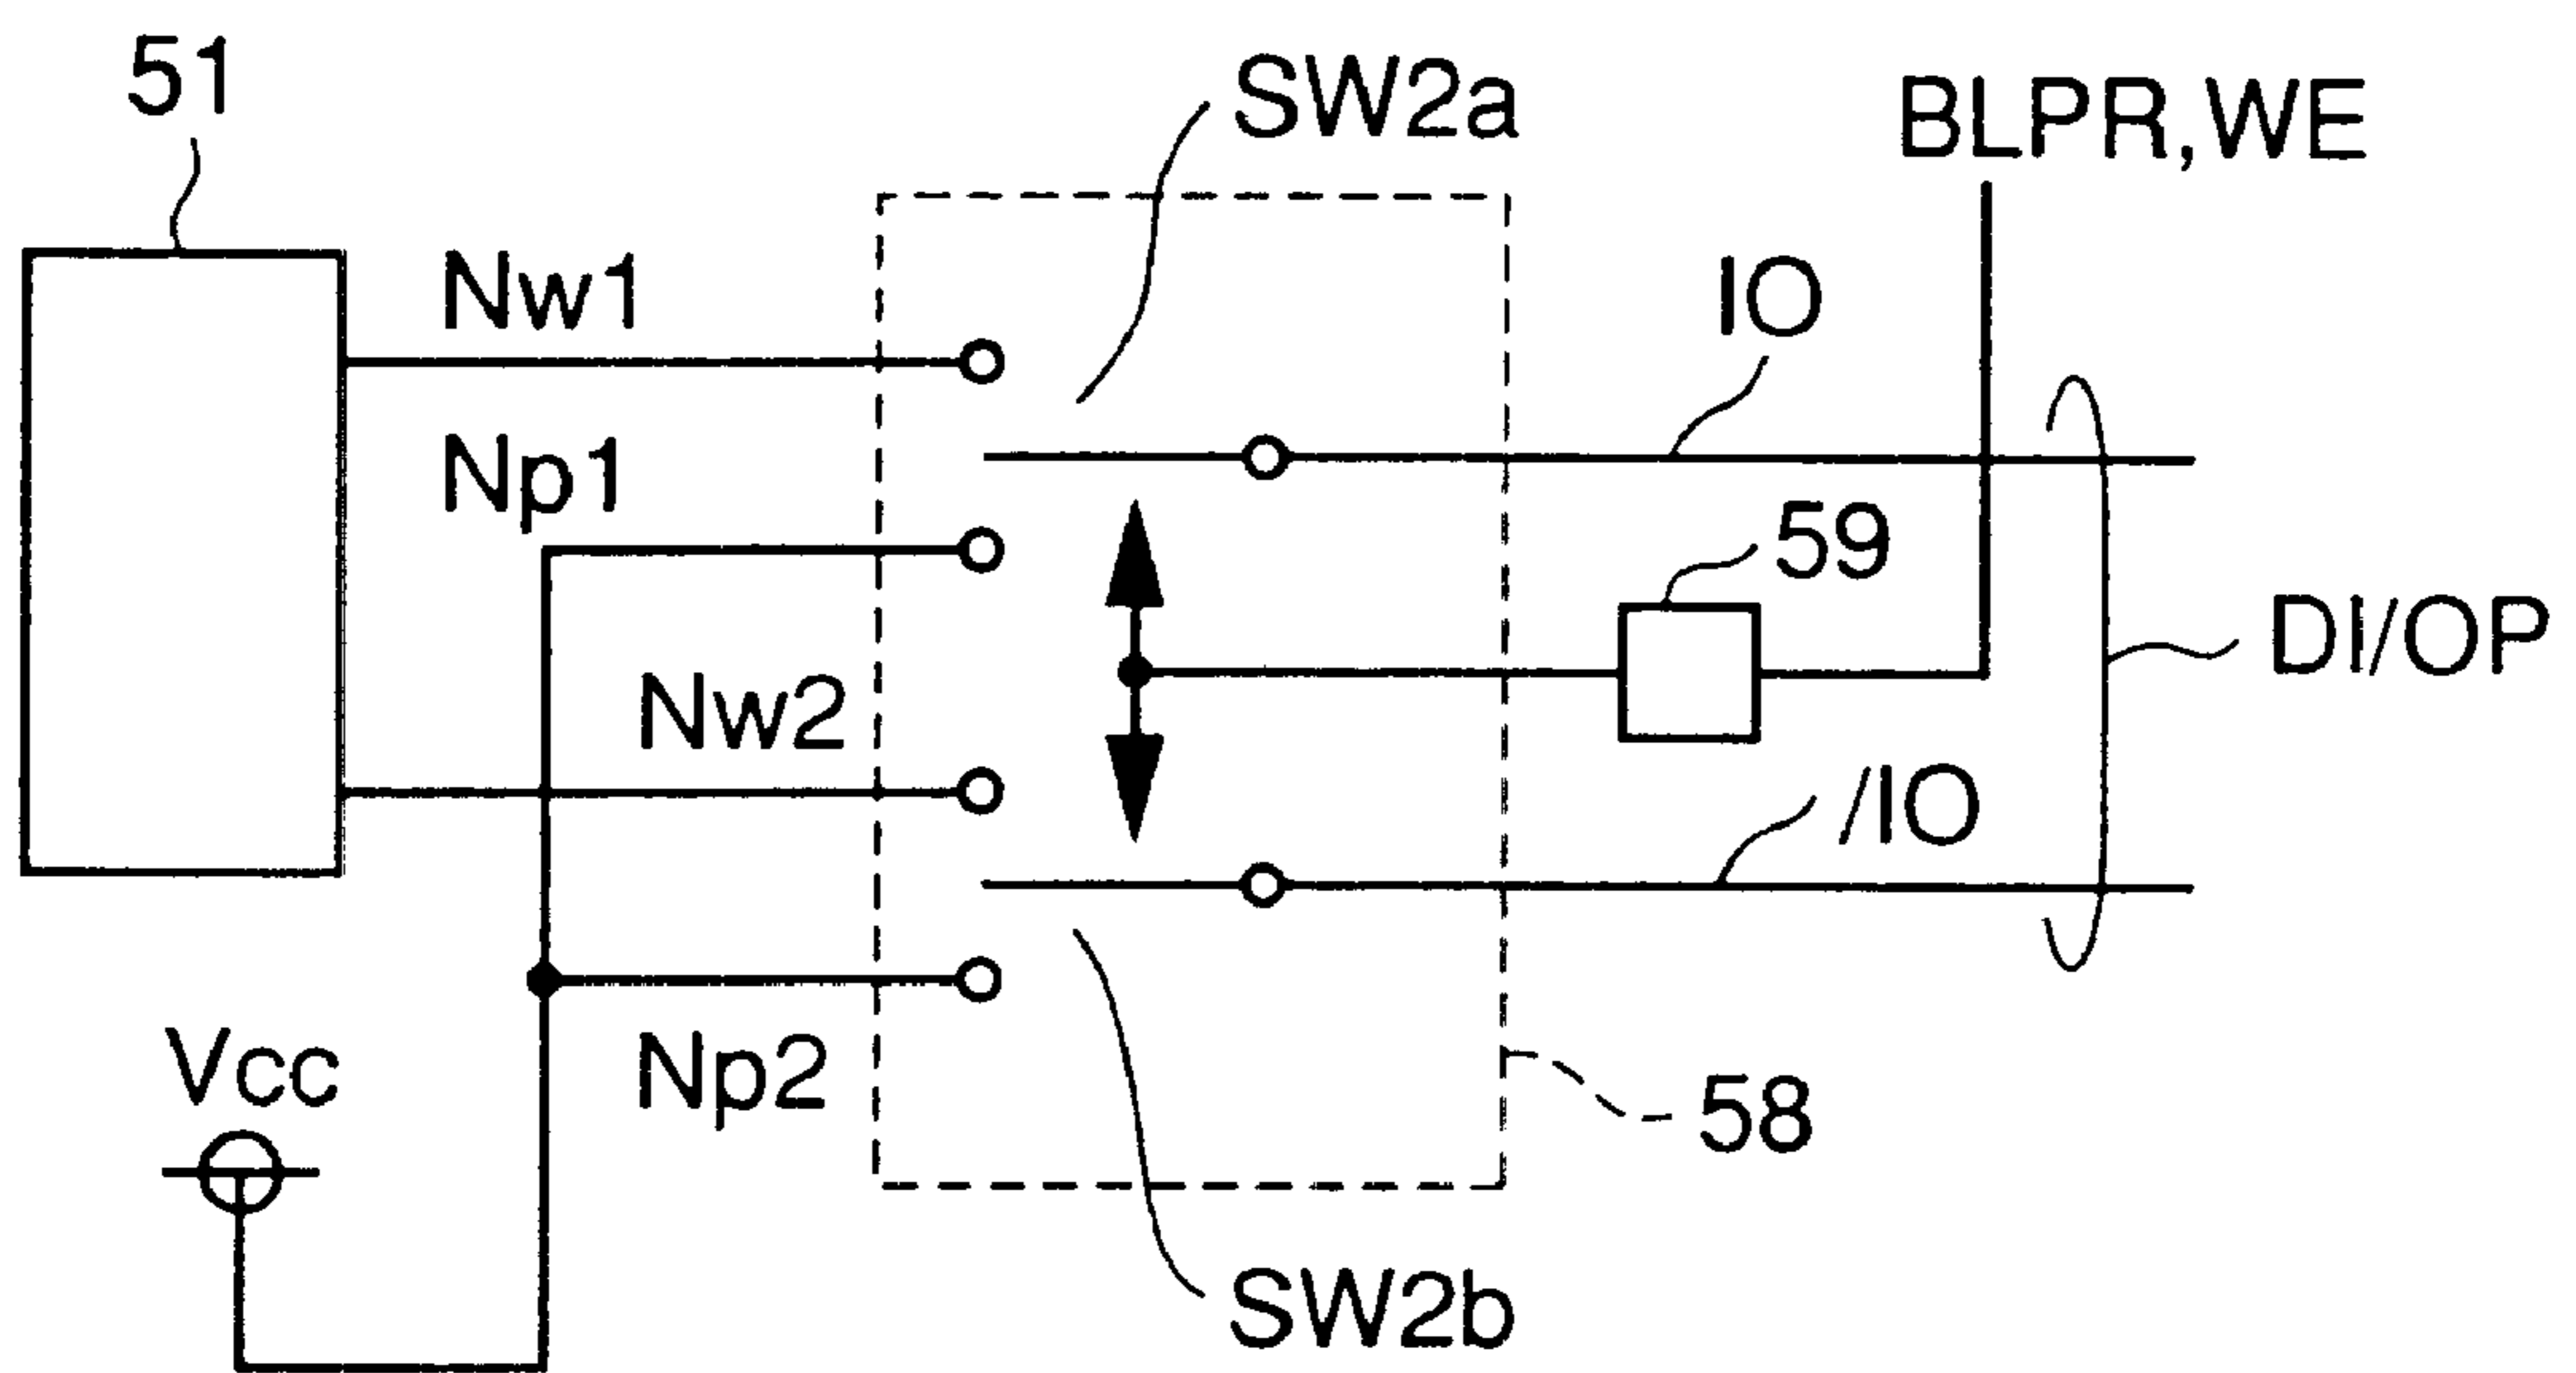 51
SW2a
BLPR,WE
Nw1
IO
Np1
59
DI/OP
Nw2
/IO
Vcc
Np2
58
SW2b